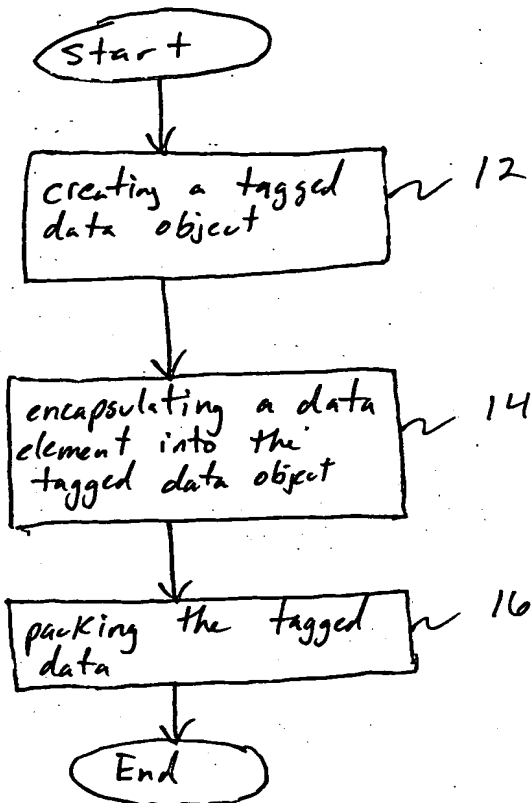 start
creating a tagged
data object
12
encapsulating a data
element into the
tagged data object
14
packing the tagged
data
16
End